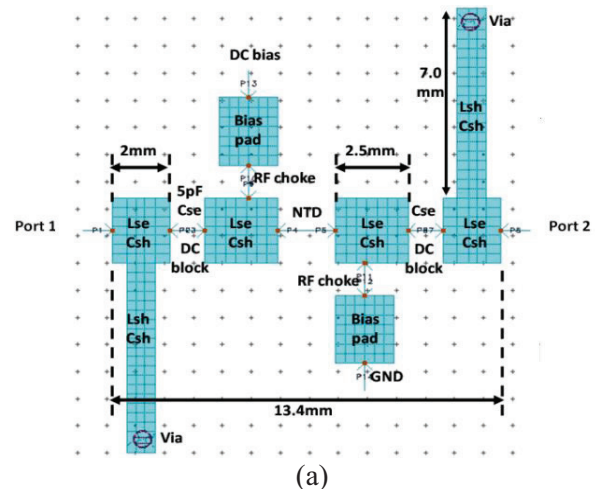 Via
7.0
mm
DC bias
P13
Bias
pad
Lsh
Csh
2mm
2.5mm
RF choke
5pF
Cse
NTD
Cse
Port 1
P1
Lse
Csh
Lse
Csh
P4
P5
Lse
Csh
Lse
Csh
P6
Port 2
DC
block
DC
block
RF choke
Lsh
Csh
Bias
pad
GND
13.4mm
Via
(a)